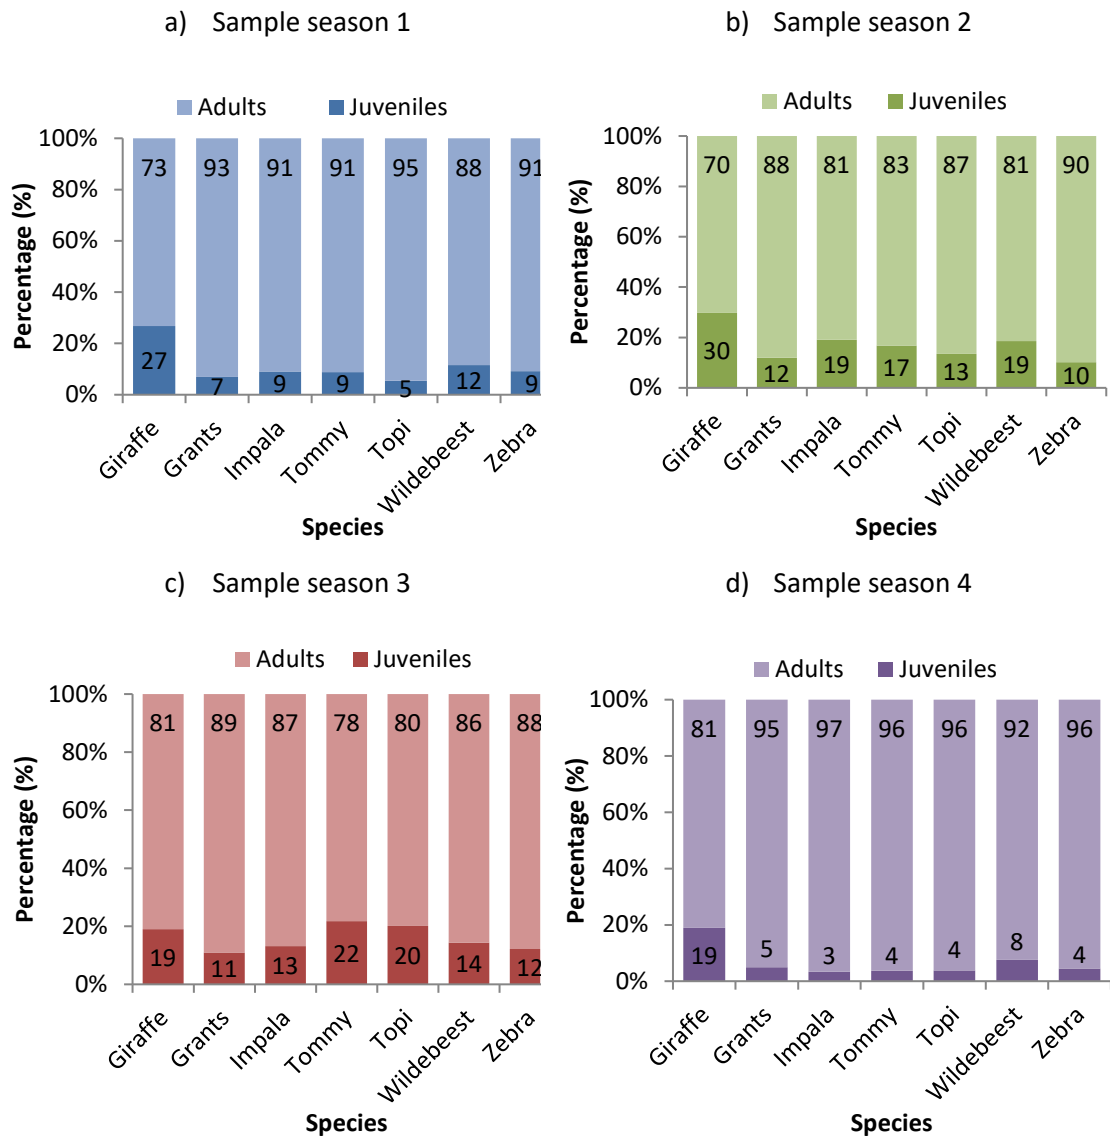 a) Sample season 1
Adults Juveniles
Percentage (%)
100%
80%
60%
40%
20%
0%
73 93 91 91 95 88 91
27 7 9 9 5 12 9
Giraffe Grants Impala Tommy Topi Wildebeest Zebra
Species
b) Sample season 2
Adults Juveniles
Percentage (%)
100%
80%
60%
40%
20%
0%
70 88 81 83 87 81 90
30 12 19 17 13 19 10
Giraffe Grants Impala Tommy Topi Wildebeest Zebra
Species
c) Sample season 3
Adults Juveniles
Percentage (%)
100%
80%
60%
40%
20%
0%
81 89 87 78 80 86 88
19 11 13 22 20 14 12
Giraffe Grants Impala Tommy Topi Wildebeest Zebra
Species
d) Sample season 4
Adults Juveniles
Percentage (%)
100%
80%
60%
40%
20%
0%
81 95 97 96 96 92 96
19 5 3 4 4 8 4
Giraffe Grants Impala Tommy Topi Wildebeest Zebra
Species